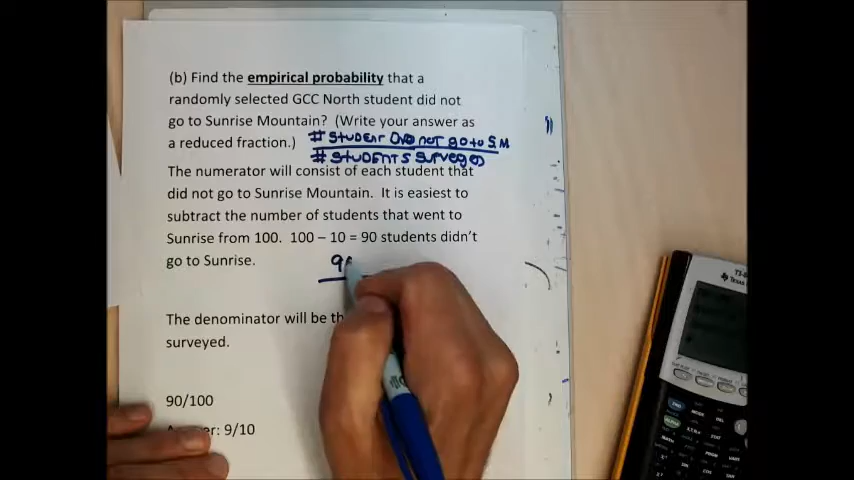 (b) Find the empirical probability that a
randomly selected GCC North student did not
go to Sunrise Mountain? (Write your answer as
a reduced fraction.) # STUDENT DID not go to S.M
# STUDENTS SURVEYED
The numerator will consist of each student that
did not go to Sunrise Mountain. It is easiest to
subtract the number of students that went to
Sunrise from 100. 100 – 10 = 90 students didn't
go to Sunrise. 90
The denominator will be th
surveyed.
90/100
er: 9/10